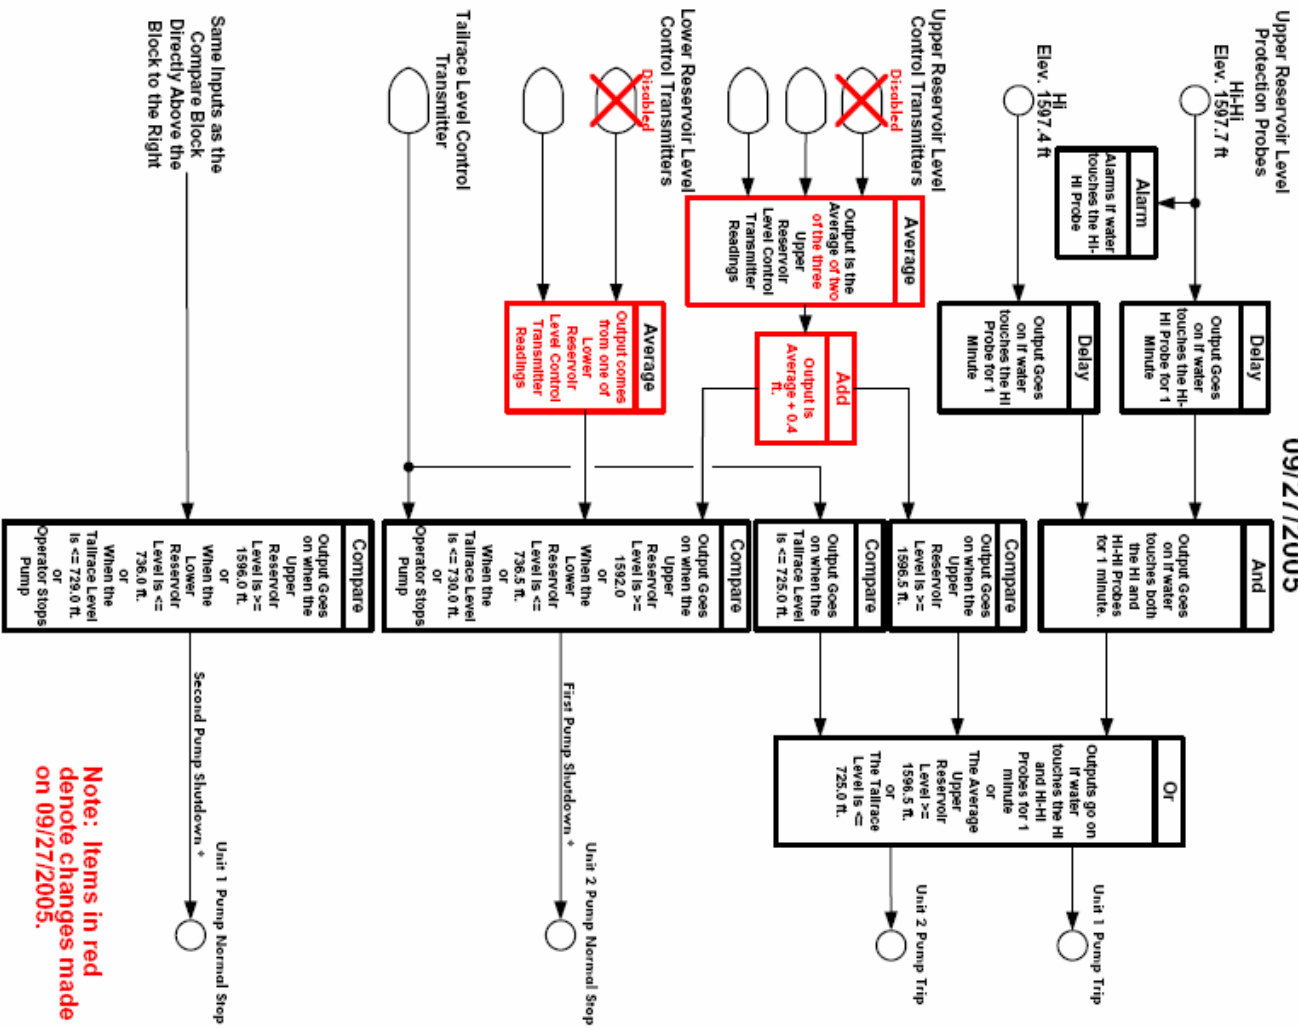 09/27/2005
Upper Reservoir Level
Protection Probes
Hi-Hi
Elev. 1597.7 ft
Hi
Elev. 1597.4 ft
Alarm
Alarms if water
touches the Hi-
Hi Probe
Delay
Output Goes
on if water
touches the Hi-
Hi Probe for 1
Minute
Delay
Output Goes
on if water
touches the Hi
Probe for 1
Minute
And
Output Goes
on if water
touches both
the Hi and
Hi-Hi Probes
for 1 minute.
Or
Outputs go on
if water
touches the Hi
and Hi-Hi
Probes for 1
minute
or
The Average
Upper
Reservoir
Level >=
1596.5 ft.
or
The Tailrace
Level is <=
725.0 ft.
Unit 1 Pump Trip
Unit 2 Pump Trip
Upper Reservoir Level
Control Transmitters
Disabled
Average
Output is the
Average of two
of the three
Upper
Reservoir
Level Control
Transmitter
Readings
Add
Output is
Average + 0.4
ft.
Compare
Output Goes
on when the
Upper
Reservoir
Level is >=
1596.5 ft.
Compare
Output Goes
on when the
Tailrace Level
is <= 725.0 ft.
Lower Reservoir Level
Control Transmitters
Disabled
Average
Output comes
from one of
Lower
Reservoir
Level Control
Transmitter
Readings
Tailrace Level Control
Transmitter
Compare
Output Goes
on when the
Upper
Reservoir
Level is >=
1592.0
or
When the
Lower
Reservoir
Level is <=
736.5 ft.
or
When the
Tailrace Level
is <= 730.0 ft.
or
Operator Stops
Pump
First Pump Shutdown *
Unit 2 Pump Normal Stop
Same Inputs as the
Compare Block
Directly Above the
Block to the Right
Compare
Output Goes
on when the
Upper
Reservoir
Level is >=
1596.0 ft.
or
When the
Lower
Reservoir
Level is <=
736.0 ft.
or
When the
Tailrace Level
is <= 729.0 ft.
or
Operator Stops
Pump
Second Pump Shutdown *
Unit 1 Pump Normal Stop
Note: Items in red
denote changes made
on 09/27/2005.